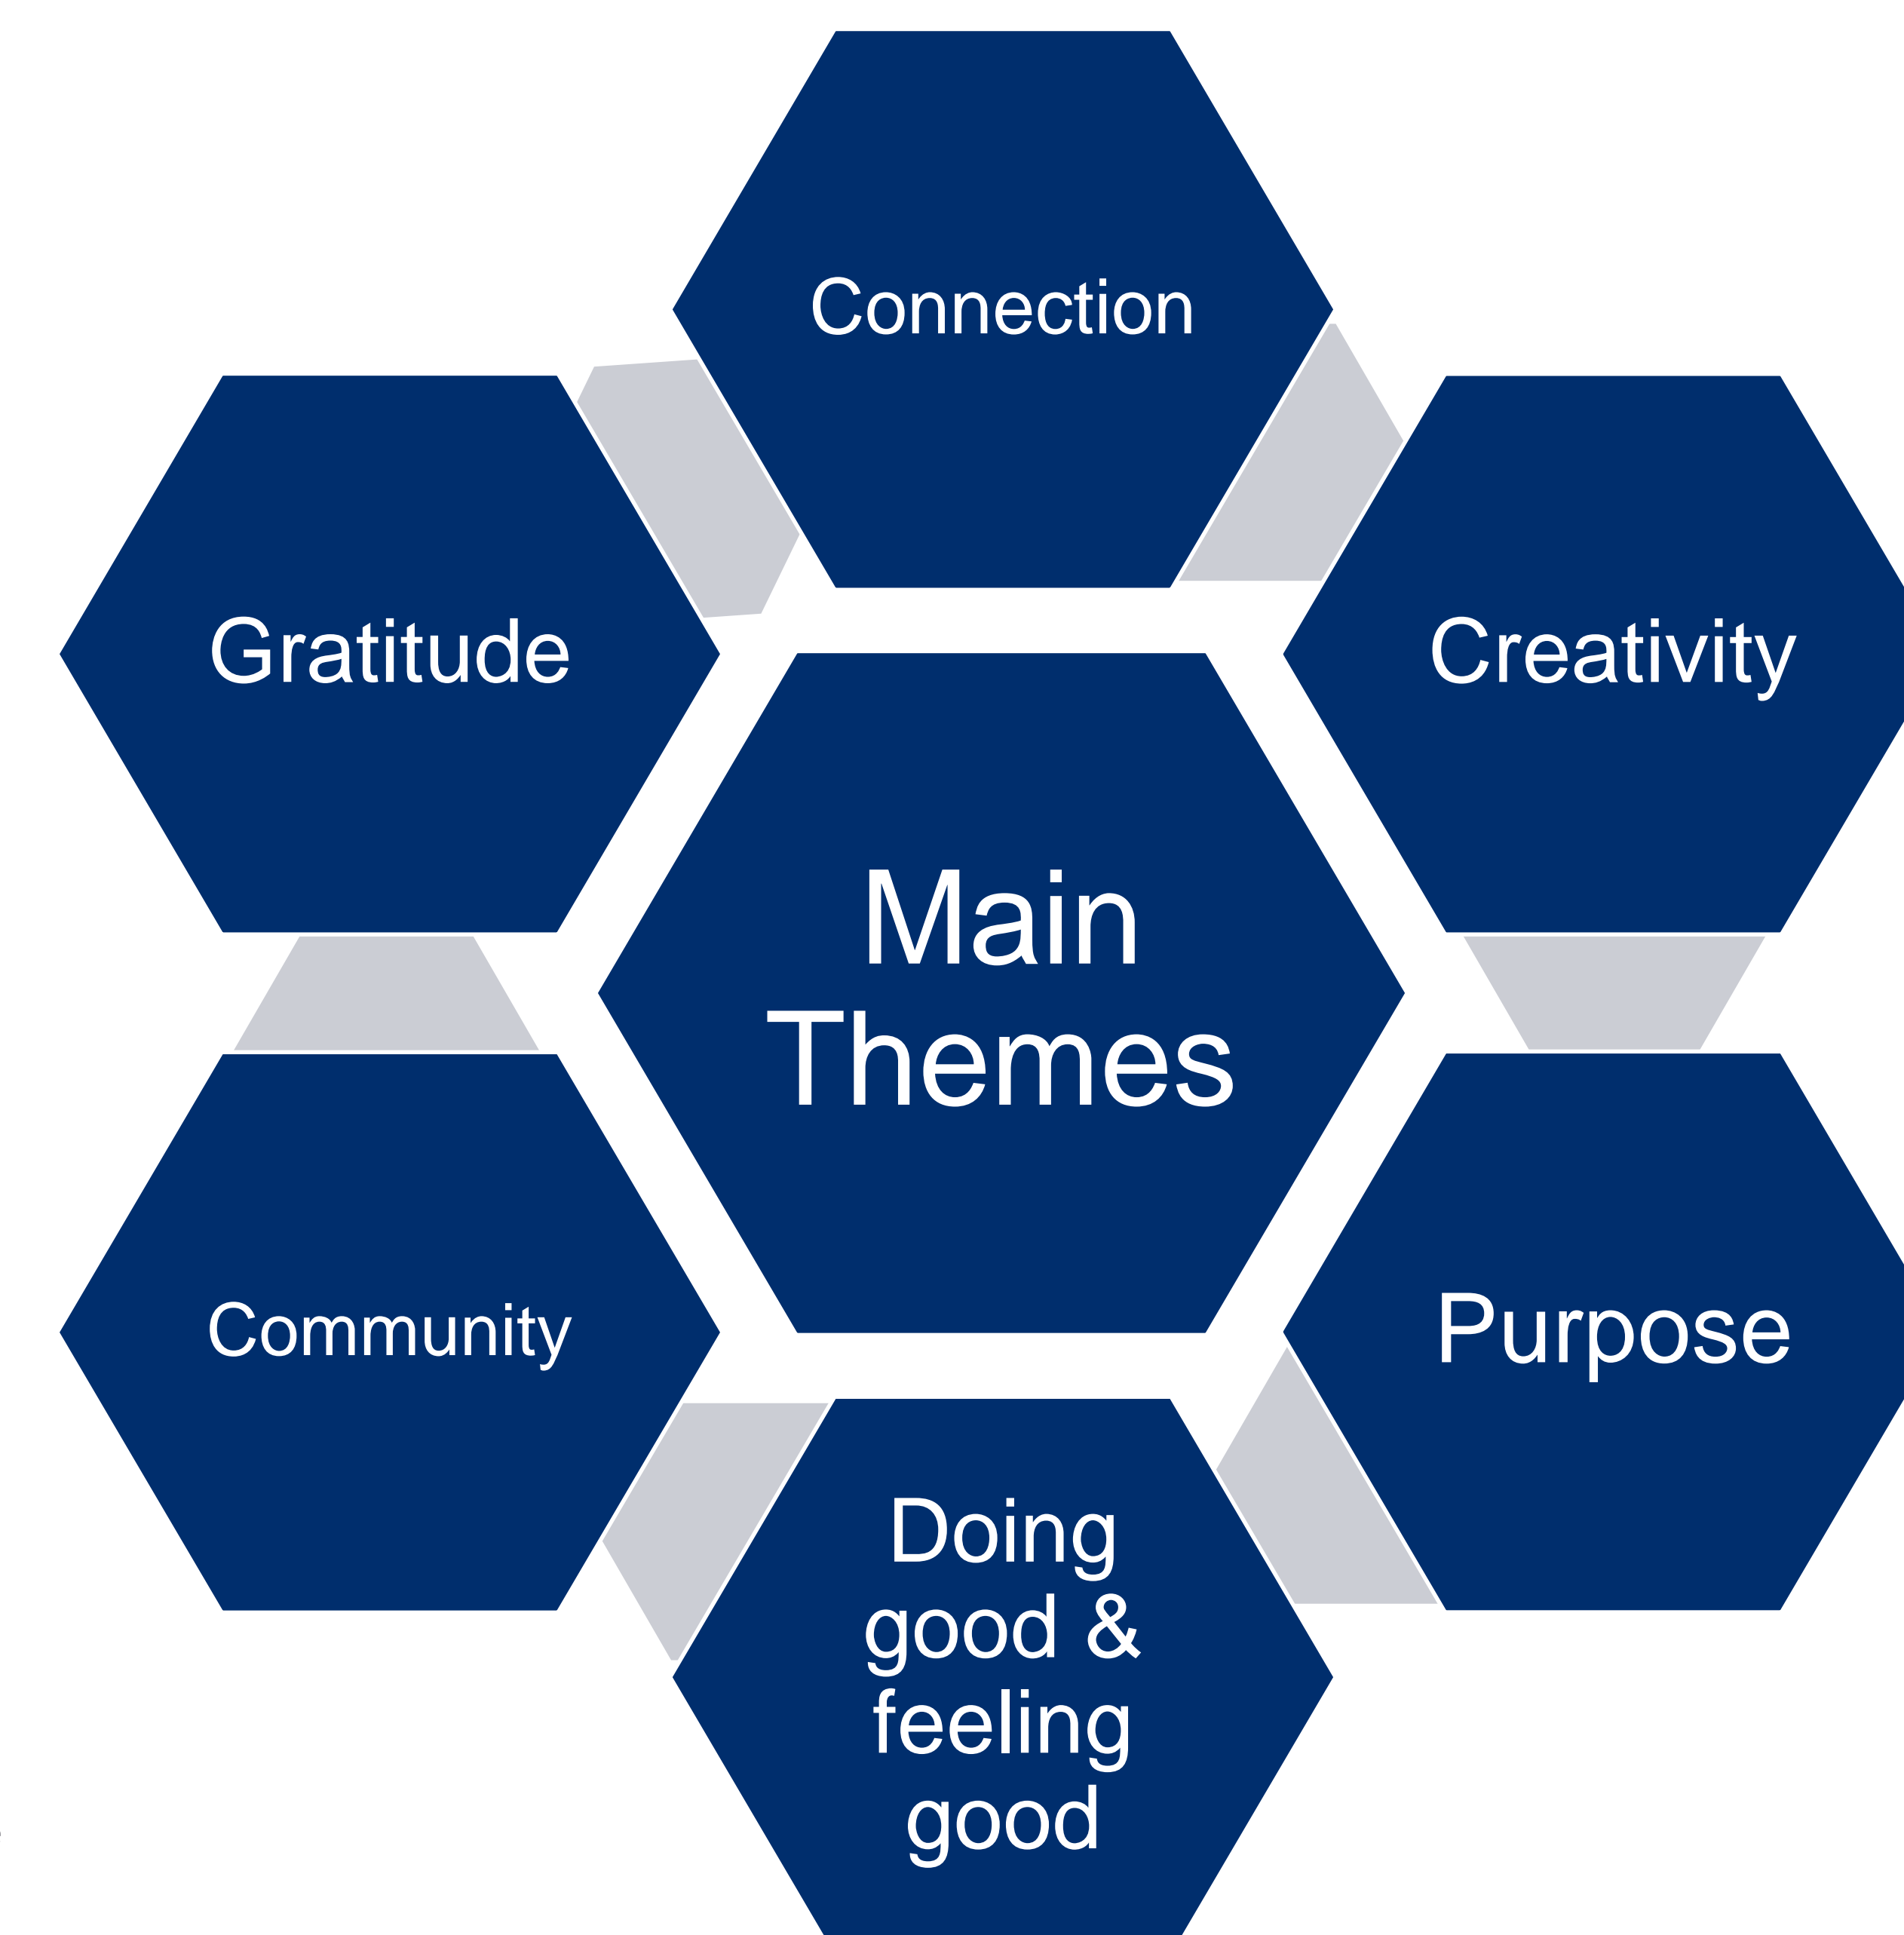 Connection
Gratitude
Creativity
Main
Themes
Community
Purpose
Doing
good &
feeling
good